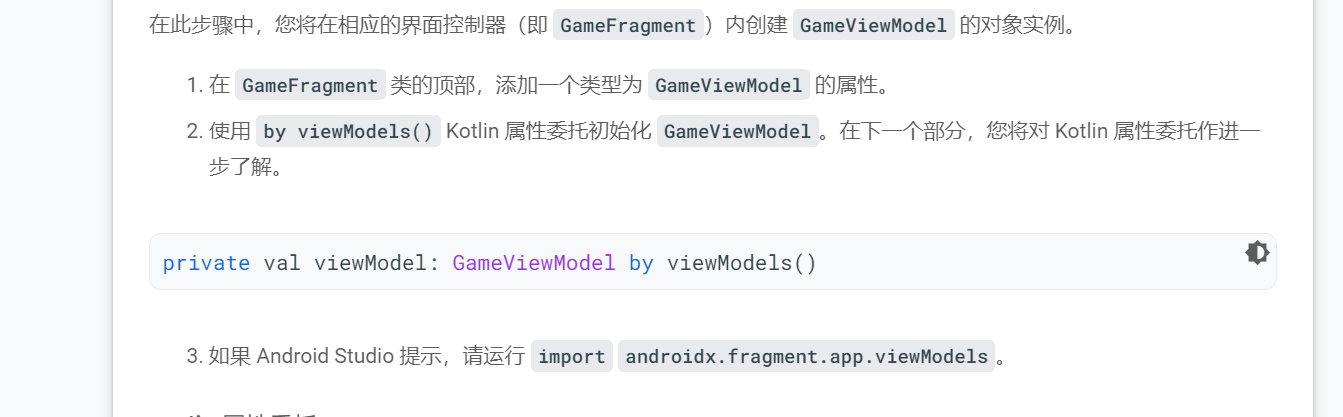 在此步骤中，您将在相应的界面控制器（即 GameFragment ）内创建 GameViewModel 的对象实例。
1. 在 GameFragment 类的顶部，添加一个类型为 GameViewModel 的属性。
2. 使用 by viewModels() Kotlin 属性委托初始化 GameViewModel 。在下一个部分，您将对 Kotlin 属性委托作进一
步了解。
private val viewModel: GameViewModel by viewModels()
3. 如果 Android Studio 提示，请运行 import androidx.fragment.app.viewModels 。